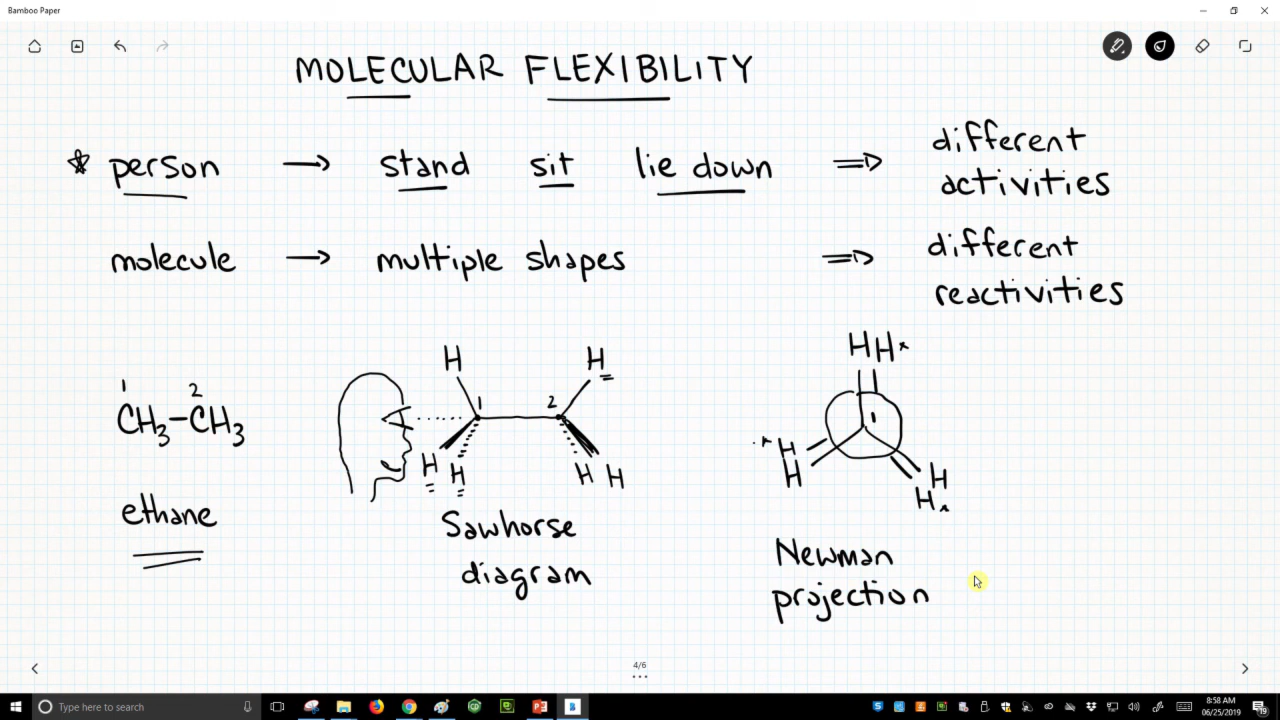 Bamboo Paper
MOLECULAR FLEXIBILITY
* person → stand sit lie down ⇒ different activities
molecule → multiple shapes ⇒ different reactivities
1 2
CH3-CH3
ethane
H H
1 2
H H H H
Sawhorse
diagram
H H*
1
* H H
H H*
Newman
projection
4/6
Type here to search
8:58 AM
06/25/2019
19